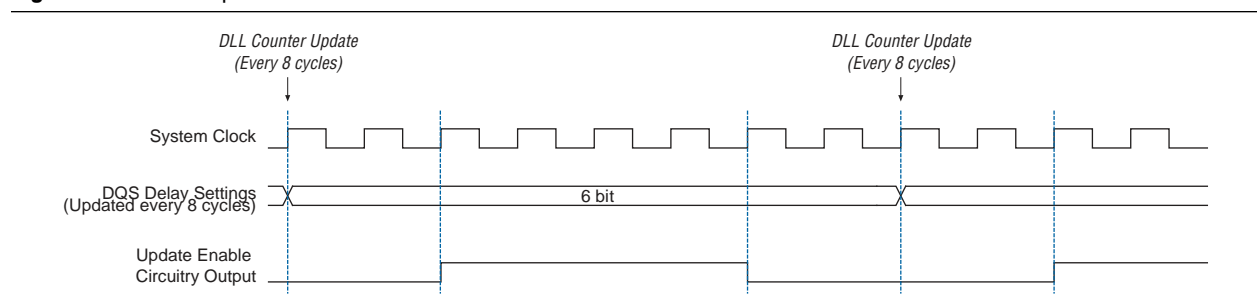 DLL Counter Update
(Every 8 cycles)
DLL Counter Update
(Every 8 cycles)
System Clock
DQS Delay Settings
(Updated every 8 cycles)
6 bit
Update Enable
Circuitry Output